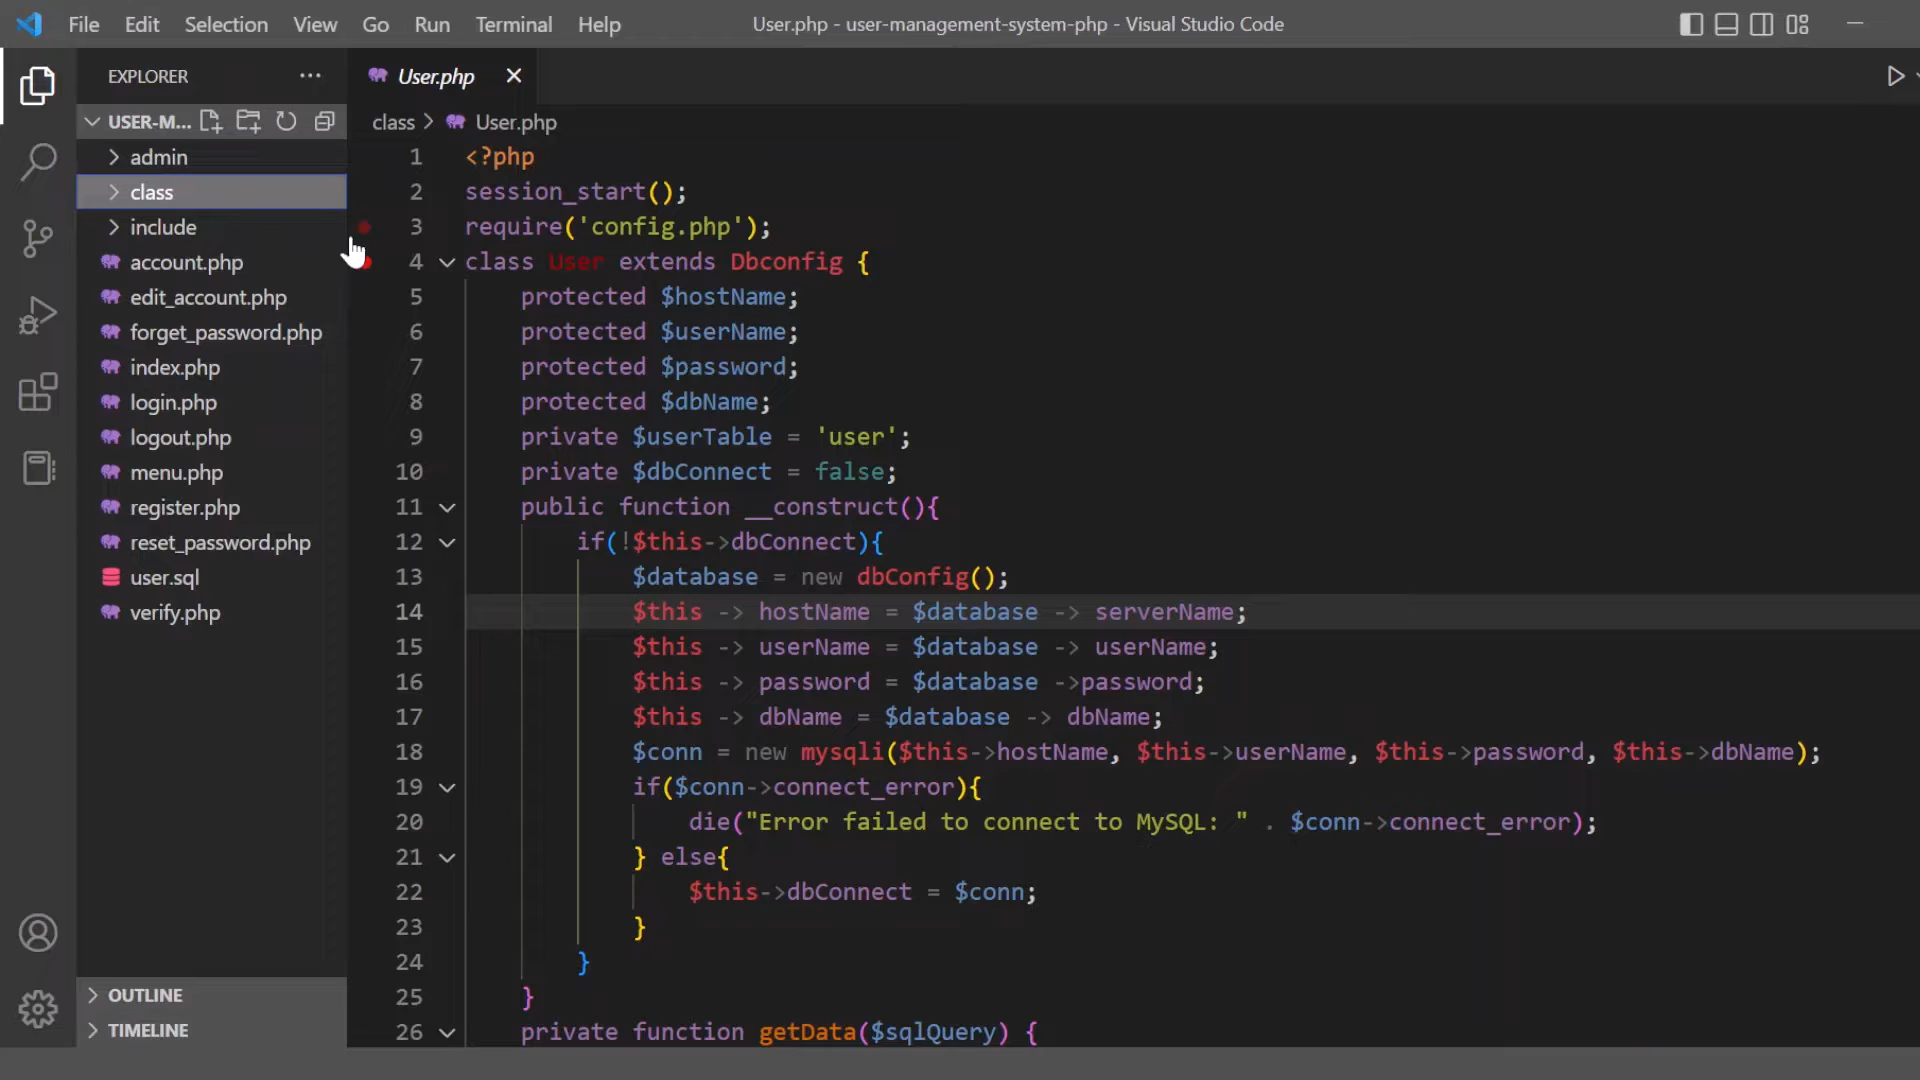 File Edit Selection View Go Run Terminal Help
User.php - user-management-system-php - Visual Studio Code
EXPLORER
USER-M...
admin
class
include
account.php
edit_account.php
forget_password.php
index.php
login.php
logout.php
menu.php
register.php
reset_password.php
user.sql
verify.php
OUTLINE
TIMELINE
User.php
class > User.php
1 <?php
2 session_start();
3 require('config.php');
4 class User extends Dbconfig {
5 protected $hostName;
6 protected $userName;
7 protected $password;
8 protected $dbName;
9 private $userTable = 'user';
10 private $dbConnect = false;
11 public function __construct(){
12 if(!$this->dbConnect){
13 $database = new dbConfig();
14 $this -> hostName = $database -> serverName;
15 $this -> userName = $database -> userName;
16 $this -> password = $database ->password;
17 $this -> dbName = $database -> dbName;
18 $conn = new mysqli($this->hostName, $this->userName, $this->password, $this->dbName);
19 if($conn->connect_error){
20 die("Error failed to connect to MySQL: " . $conn->connect_error);
21 } else{
22 $this->dbConnect = $conn;
23 }
24 }
25 }
26 private function getData($sqlQuery) {